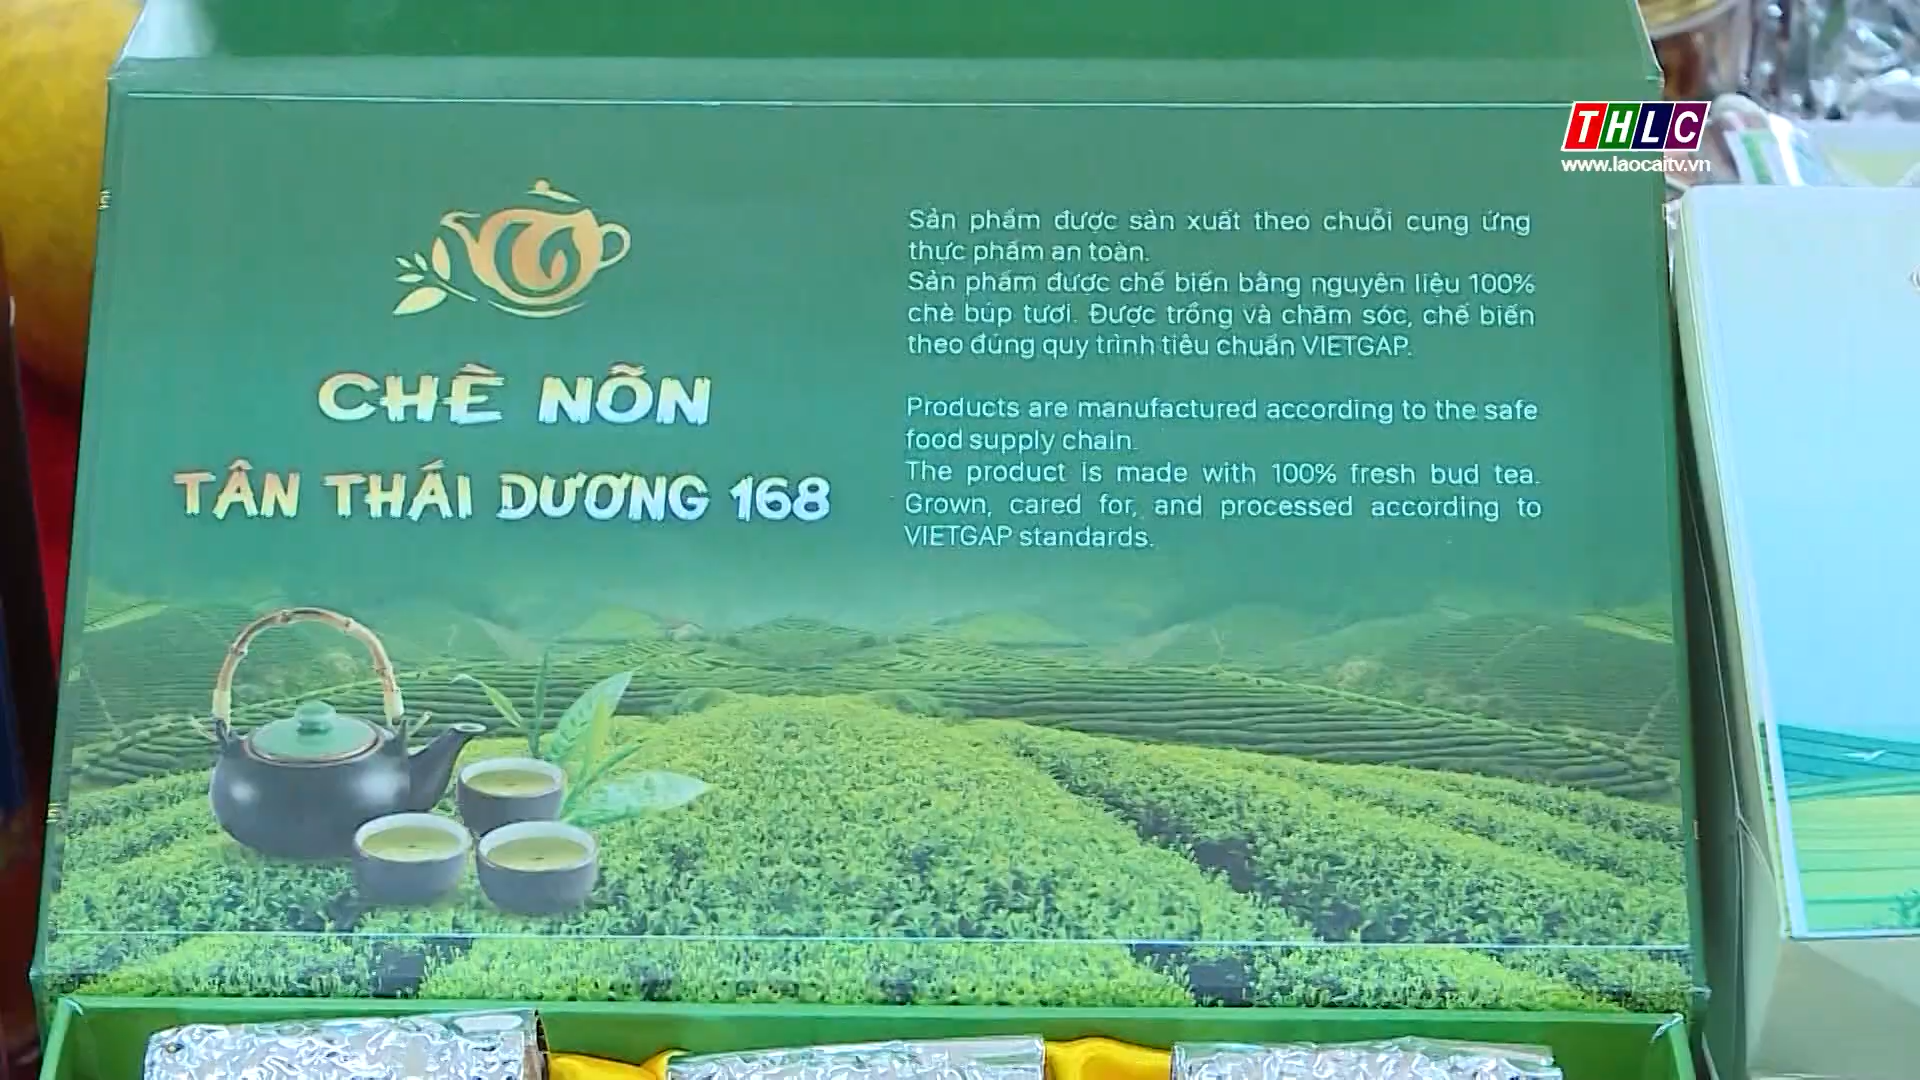 THLC
www.laocaitv.vn
CHÈ NÕN
TÂN THÁI DƯƠNG 168
Sản phẩm được sản xuất theo chuỗi cung ứng
thực phẩm an toàn.
Sản phẩm được chế biến bằng nguyên liệu 100%
chè búp tươi. Được trồng và chăm sóc, chế biến
theo đúng quy trình tiêu chuẩn VIETGAP.
Products are manufactured according to the safe
food supply chain.
The product is made with 100% fresh bud tea.
Grown, cared for, and processed according to
VIETGAP standards.